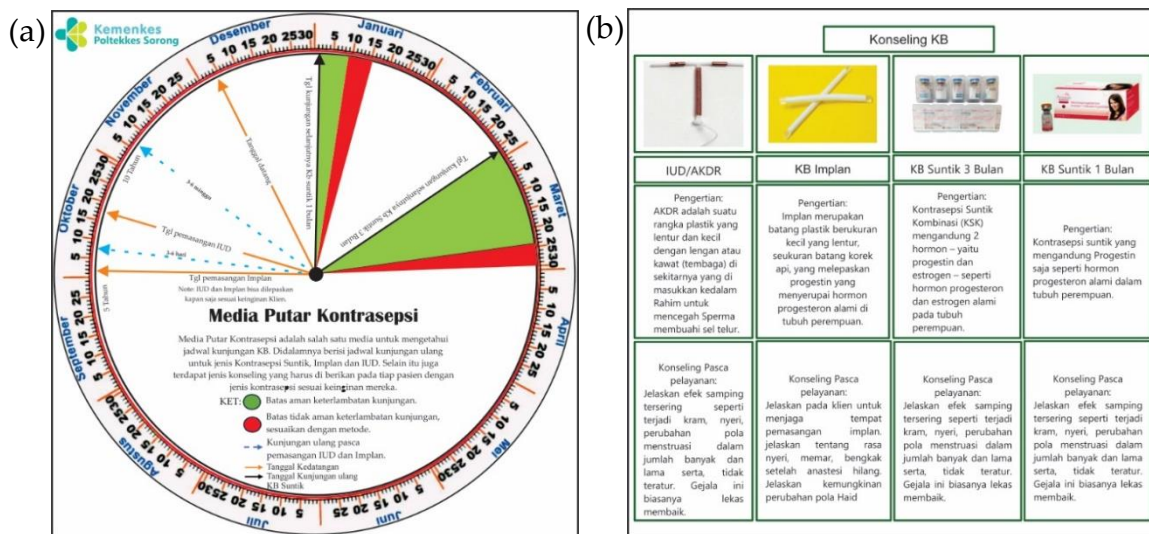 (a)
Kemenkes
Poltekkes Sorong
Januari
Februari
Maret
April
Mei
Juni
Juli
Agustus
September
Oktober
November
Desember
5 10 15 20 25 30
Tgl kunjungan selanjutnya Kb suntik 1 bulan
Tgl kunjungan selanjutnya Kb Suntik 3 Bulan
Tanggal datang
10 Tahun
Tgl pemasangan IUD
Tgl pemasangan Implan
5 Tahun
Note: IUD dan Implan bisa dilepaskan
kapan saja sesuai keinginan Klien.
Media Putar Kontrasepsi
Media Putar Kontrasepsi adalah salah satu media untuk mengetahui
jadwal kunjungan KB. Didalamnya berisi jadwal kunjungan ulang
untuk jenis Kontrasepsi Suntik, Implan dan IUD. Selain itu juga
terdapat jenis konseling yang harus di berikan pada tiap pasien dengan
jenis kontrasepsi sesuai keinginan mereka.
KET: Batas aman keterlambatan kunjungan.
Batas tidak aman keterlambatan kunjungan,
sesuaikan dengan metode.
Kunjungan ulang pasca
pemasangan IUD dan Implan.
Tanggal Kedatangan
Tanggal Kunjungan ulang
KB Suntik
(b)
Konseling KB
IUD/AKDR
Pengertian:
AKDR adalah suatu
rangka plastik yang
lentur dan kecil
dengan lengan atau
kawat (tembaga) di
sekitarnya yang di
masukkan kedalam
Rahim untuk
mencegah Sperma
membuahi sel telur.
Konseling Pasca
pelayanan:
Jelaskan efek samping
tersering seperti
terjadi kram, nyeri,
perubahan pola
menstruasi dalam
jumlah banyak dan
lama serta, tidak
teratur. Gejala ini
biasanya lekas
membaik.
KB Implan
Pengertian:
Implan merupakan
batang plastik berukuran
kecil yang lentur,
seukuran batang korek
api, yang melepaskan
progestin yang
menyerupai hormon
progesteron alami di
tubuh perempuan.
Konseling Pasca
pelayanan:
Jelaskan pada klien untuk
menjaga tempat
pemasangan implan.
jelaskan tentang rasa
nyeri, memar, bengkak
setelah anastesi hilang.
Jelaskan kemungkinan
perubahan pola Haid
KB Suntik 3 Bulan
Pengertian:
Kontrasepsi Suntik
Kombinasi (KSK)
mengandung 2
hormon – yaitu
progestin dan
estrogen – seperti
hormon progesteron
dan estrogen alami
pada tubuh
perempuan.
Konseling Pasca
pelayanan:
Jelaskan efek samping
tersering seperti terjadi
kram, nyeri, perubahan
pola menstruasi dalam
jumlah banyak dan lama
serta, tidak teratur.
Gejala ini biasanya lekas
membaik.
KB Suntik 1 Bulan
Pengertian:
Kontrasepsi suntik yang
mengandung Progestin
saja seperti hormon
progesteron alami dalam
tubuh perempuan.
Konseling Pasca
pelayanan:
Jelaskan efek samping
tersering seperti terjadi
kram, nyeri, perubahan
pola menstruasi dalam
jumlah banyak dan lama
serta, tidak teratur.
Gejala ini biasanya lekas
membaik.